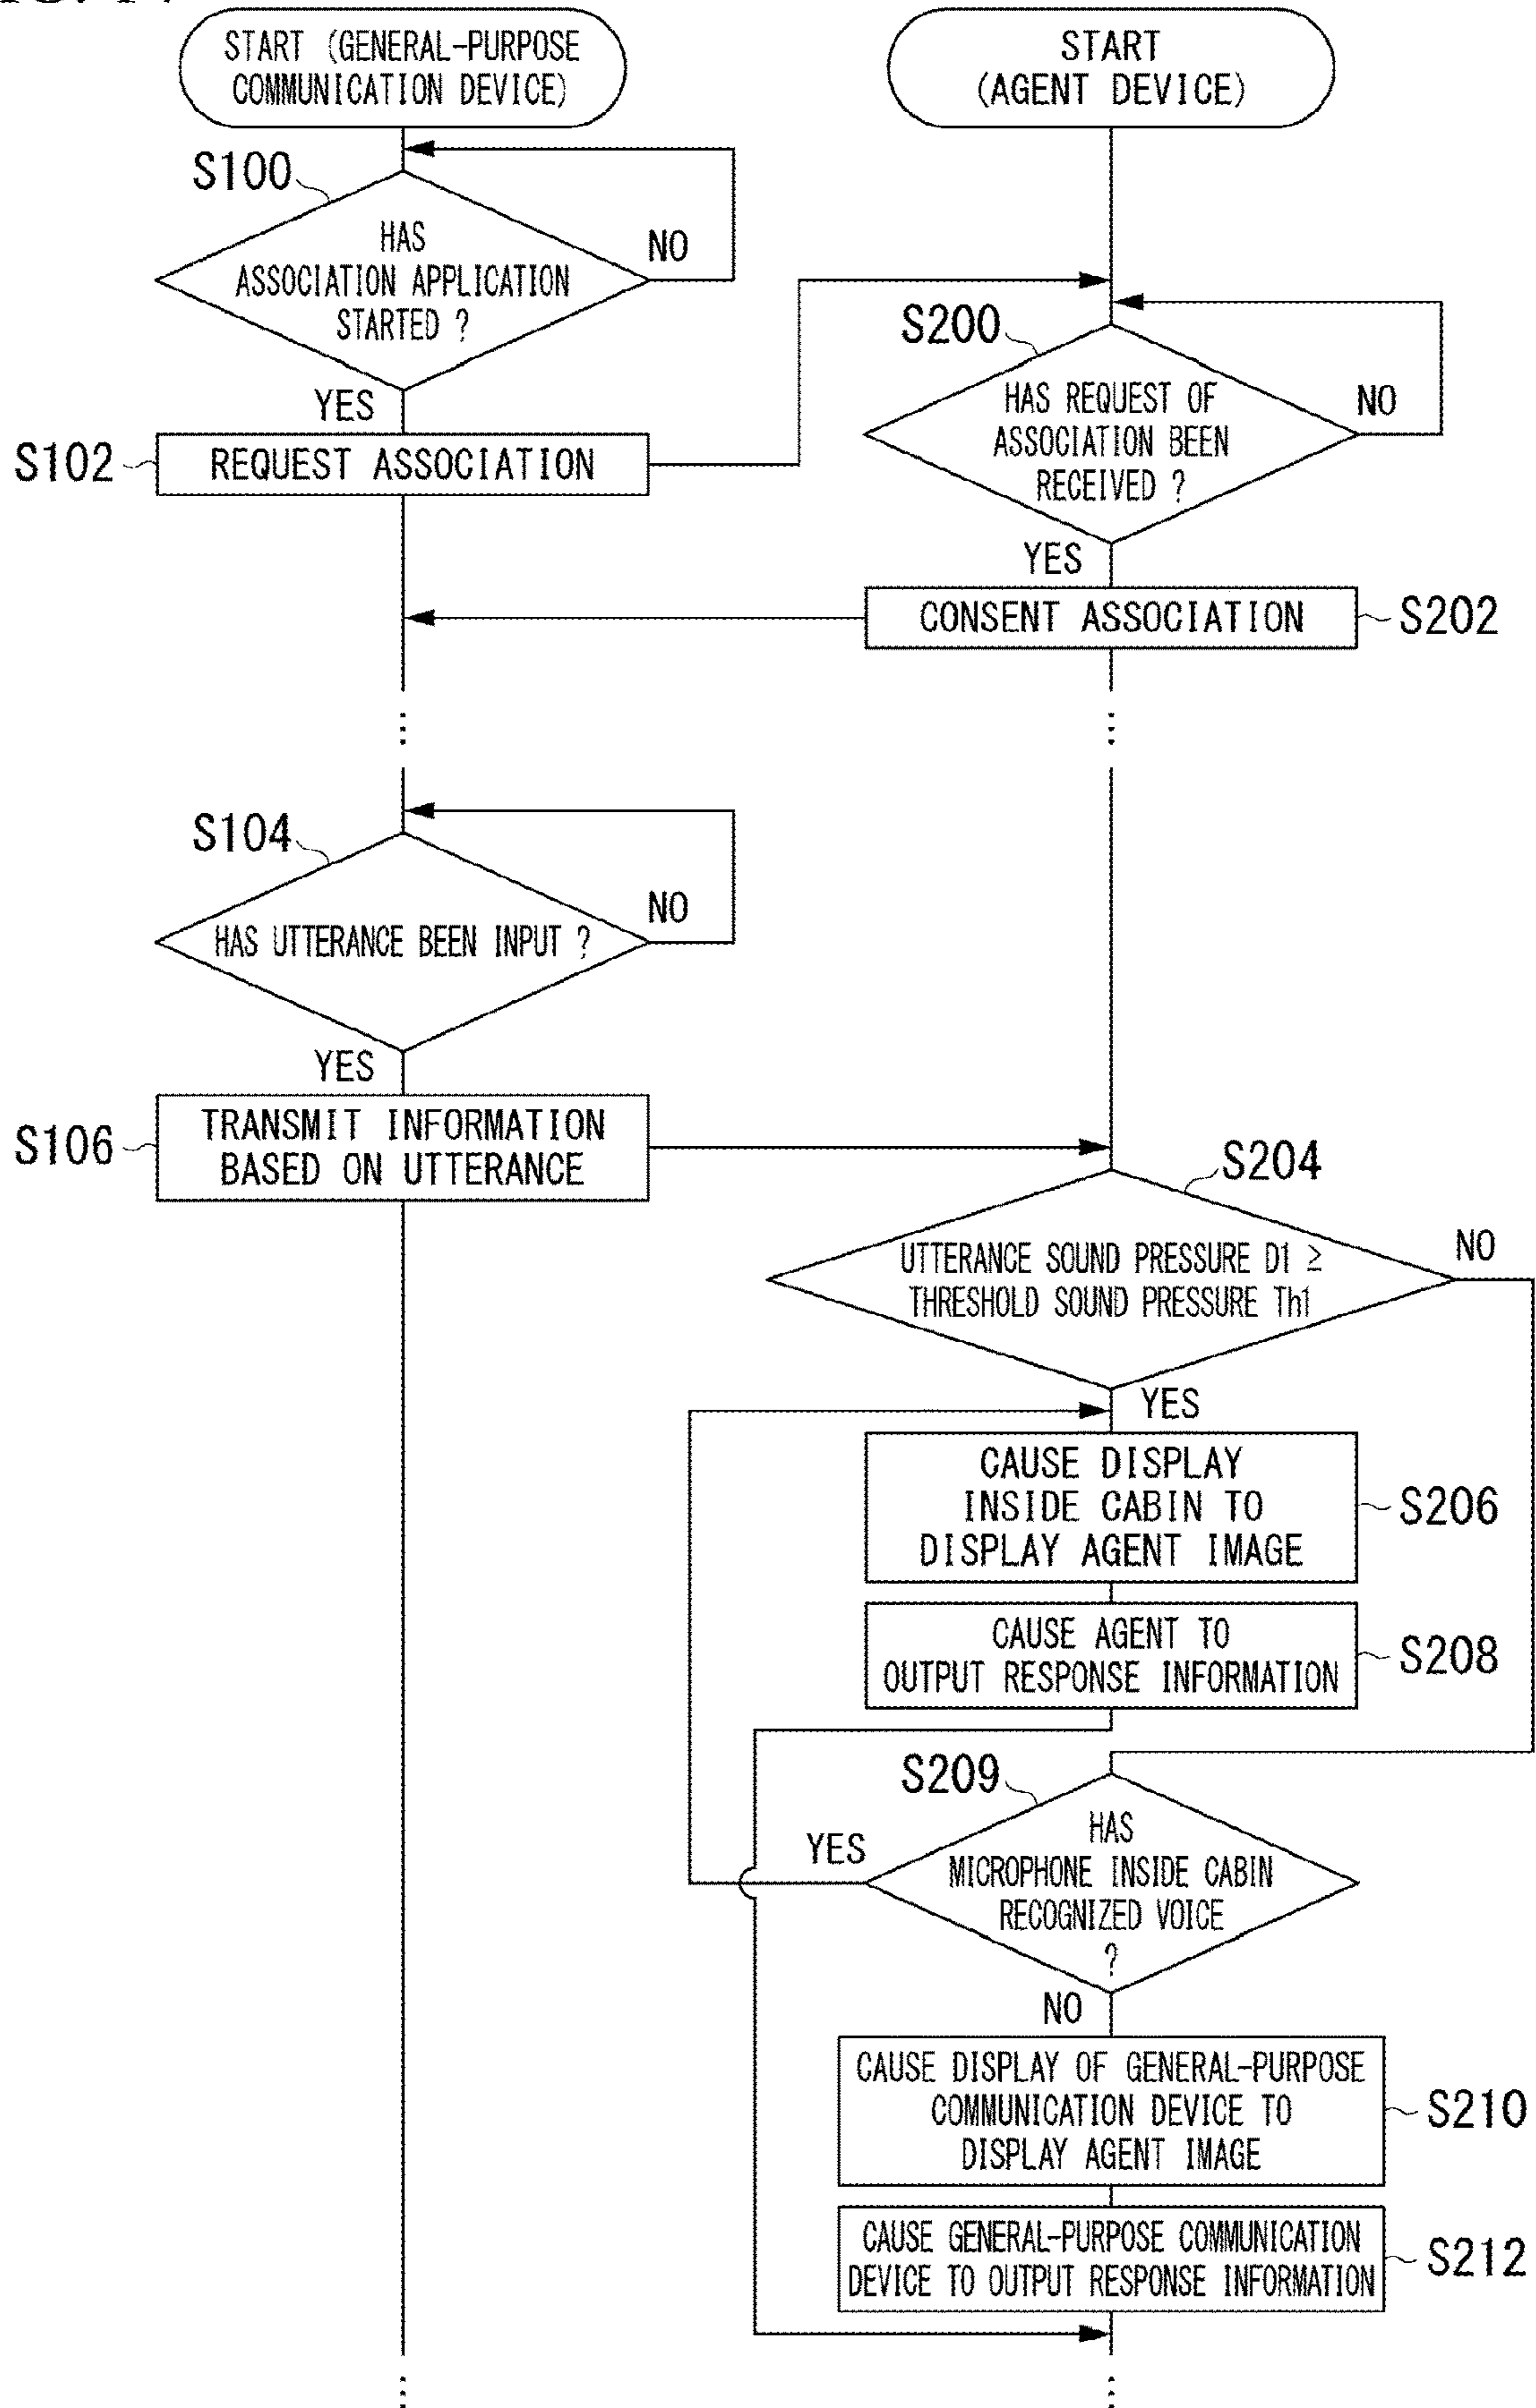 START (GENERAL-PURPOSE
COMMUNICATION DEVICE)
START
(AGENT DEVICE)
S100
HAS
ASSOCIATION APPLICATION
STARTED ?
NO
YES
S102
REQUEST ASSOCIATION
S200
HAS REQUEST OF
ASSOCIATION BEEN
RECEIVED ?
NO
YES
CONSENT ASSOCIATION
S202
S104
HAS UTTERANCE BEEN INPUT ?
NO
YES
S106
TRANSMIT INFORMATION
BASED ON UTTERANCE
S204
UTTERANCE SOUND PRESSURE D1 ≥
THRESHOLD SOUND PRESSURE Th1
NO
YES
CAUSE DISPLAY
INSIDE CABIN TO
DISPLAY AGENT IMAGE
S206
CAUSE AGENT TO
OUTPUT RESPONSE INFORMATION
S208
S209
HAS
MICROPHONE INSIDE CABIN
RECOGNIZED VOICE
?
YES
NO
CAUSE DISPLAY OF GENERAL-PURPOSE
COMMUNICATION DEVICE TO
DISPLAY AGENT IMAGE
S210
CAUSE GENERAL-PURPOSE COMMUNICATION
DEVICE TO OUTPUT RESPONSE INFORMATION
S212